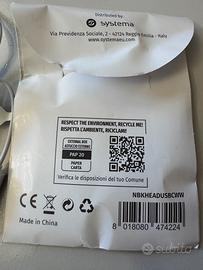 Distributed by:
systema
Via Previdenza Sociale, 2 - 42124 Reggio Emilia - Italy
www.systemaeu.com
RESPECT THE ENVIRONMENT, RECYCLE ME!
RISPETTA L'AMBIENTE, RICICLAMI!
EXTERNAL BOX
ASTUCCIO ESTERNO
PAP 20
PAPER
CARTA
Verifica le disposizioni del tuo Comune
CE
Made in China
NBKHEADUSBCWW
8 018080 474224
subito